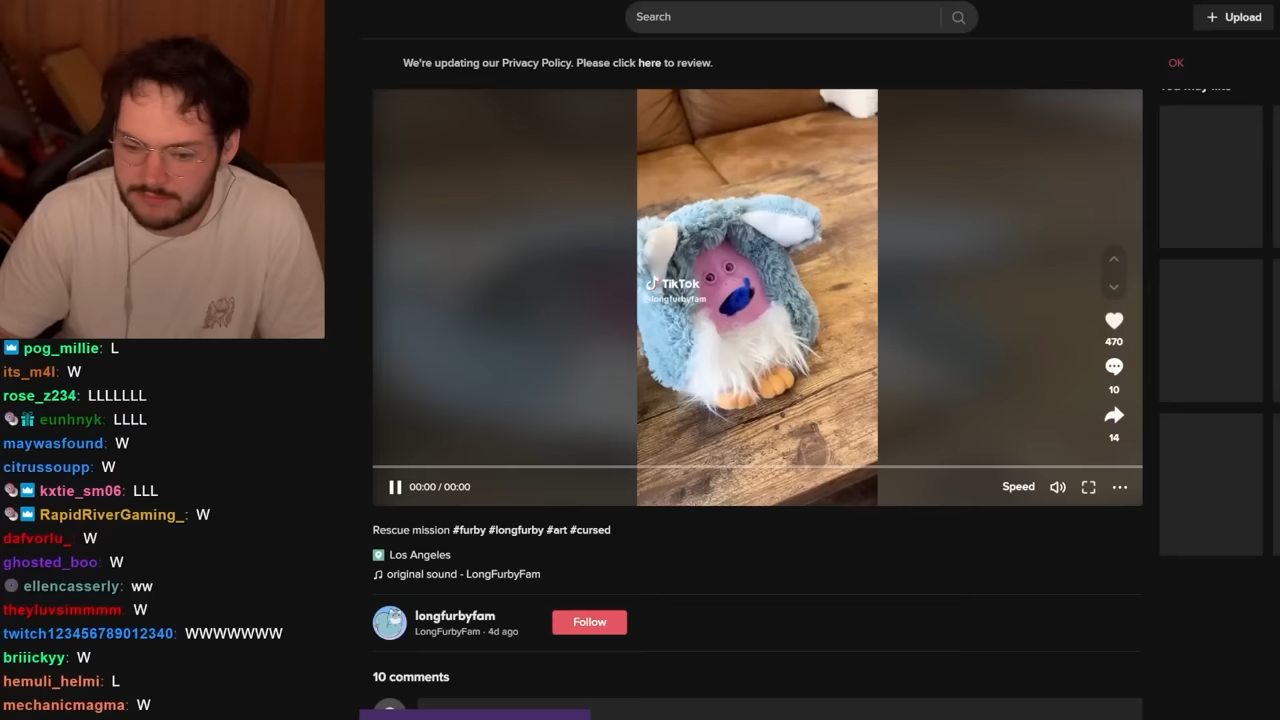 Search
Upload
We're updating our Privacy Policy. Please click here to review.
OK
TikTok
@longfurbyfam
470
10
14
00:00 / 00:00
Speed
Rescue mission #furby #longfurby #art #cursed
Los Angeles
original sound - LongFurbyFam
longfurbyfam
LongFurbyFam · 4d ago
Follow
10 comments
pog_millie: L
its_m4l: W
rose_z234: LLLLLLL
eunhnyk: LLLL
maywasfound: W
citrussoupp: W
kxtie_sm06: LLL
RapidRiverGaming_: W
dafvorlu_: W
ghosted_boo: W
ellencasserly: ww
theyluvsimmmm: W
twitch123456789012340: WWWWWWW
briiickyy: W
hemuli_helmi: L
mechanicmagma: W